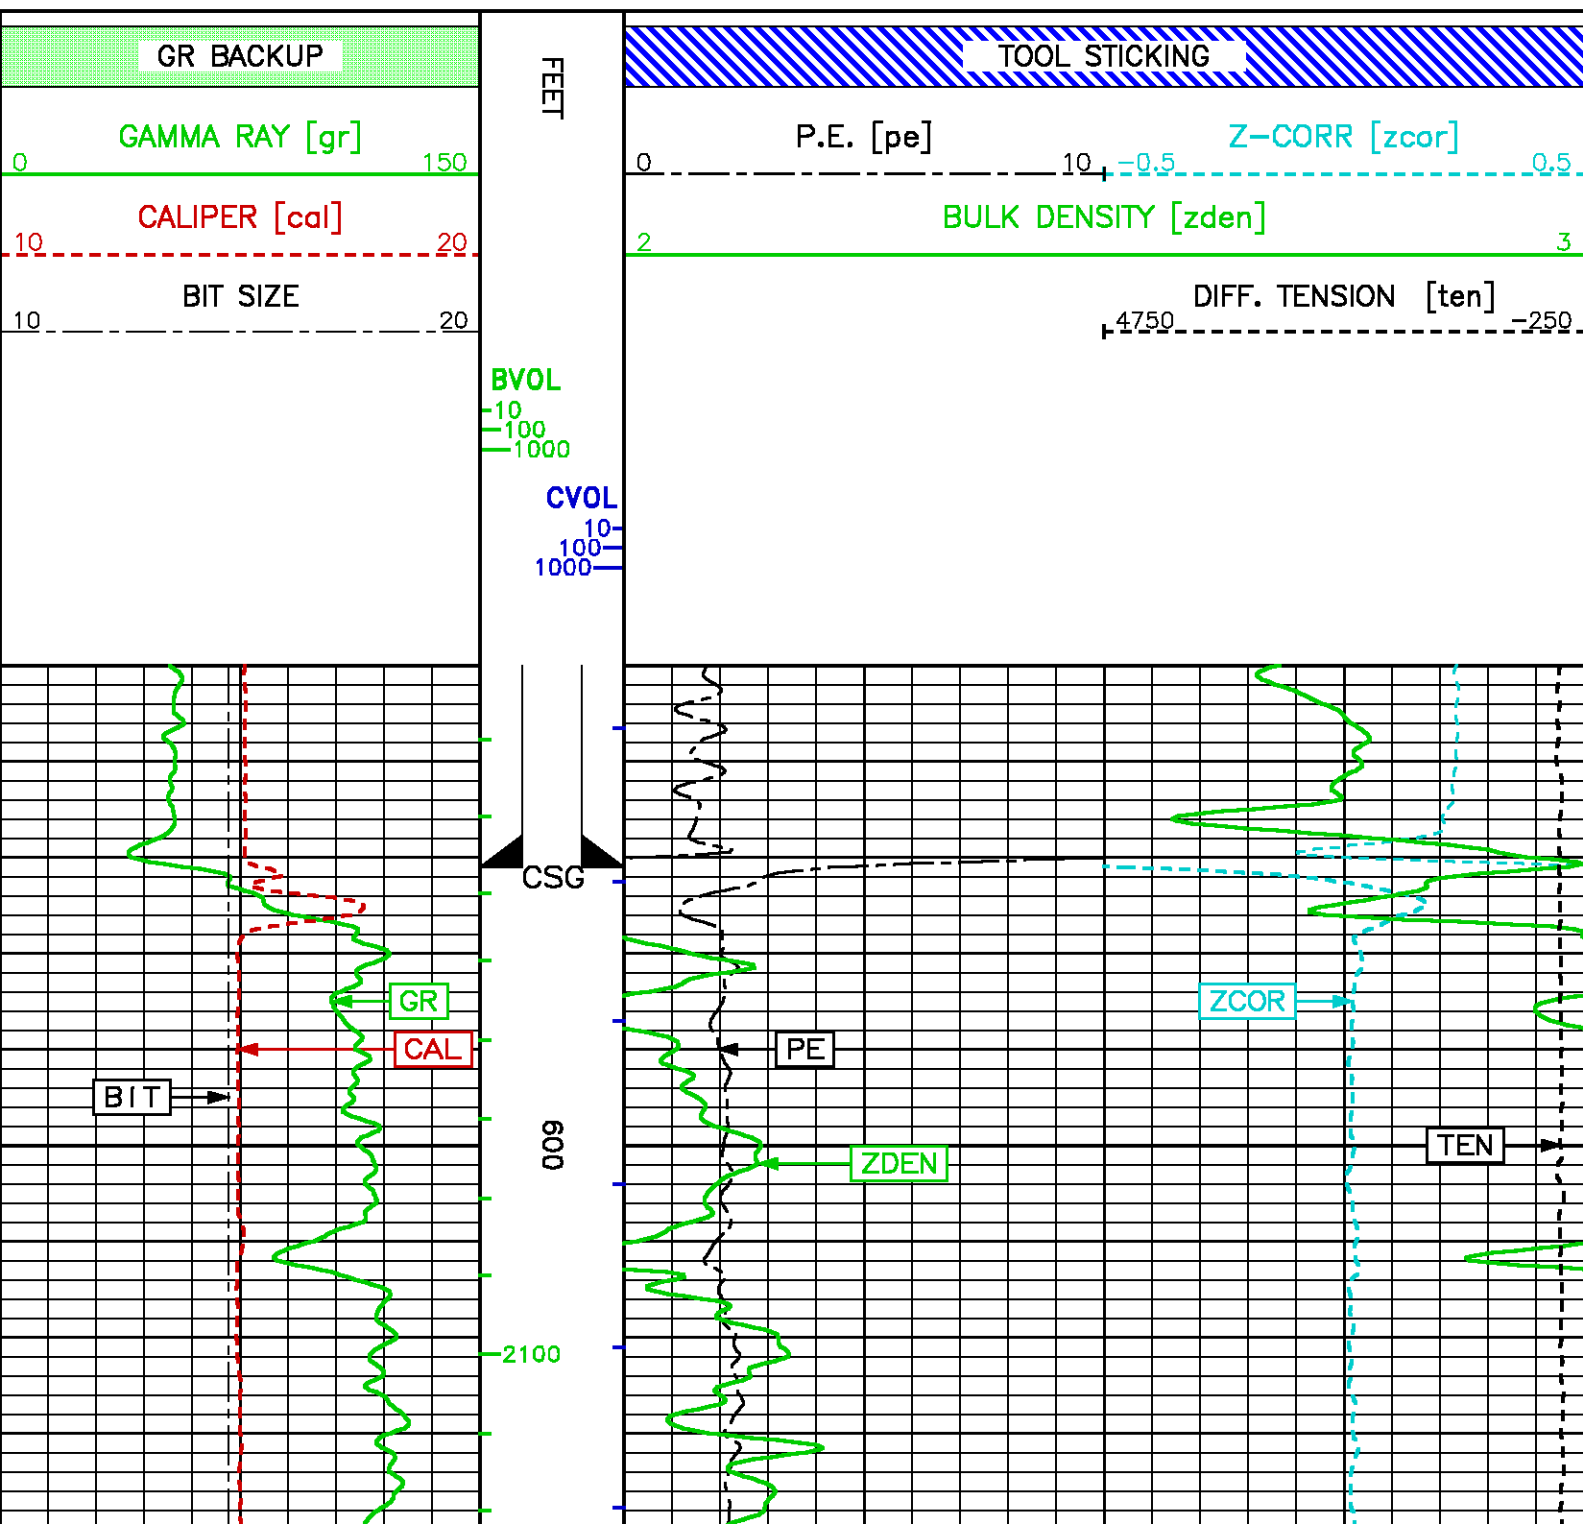 GR BACKUP
FEET
TOOL STICKING
GAMMA RAY [gr]
0 150
P.E. [pe]
0 10
Z-CORR [zcor]
-0.5 0.5
CALIPER [cal]
10 20
BULK DENSITY [zden]
2 3
BIT SIZE
10 20
DIFF. TENSION [ten]
4750 -250
BVOL
10
100
1000
CVOL
10
100
1000
CSG
GR
ZCOR
CAL
PE
BIT
600
TEN
ZDEN
2100